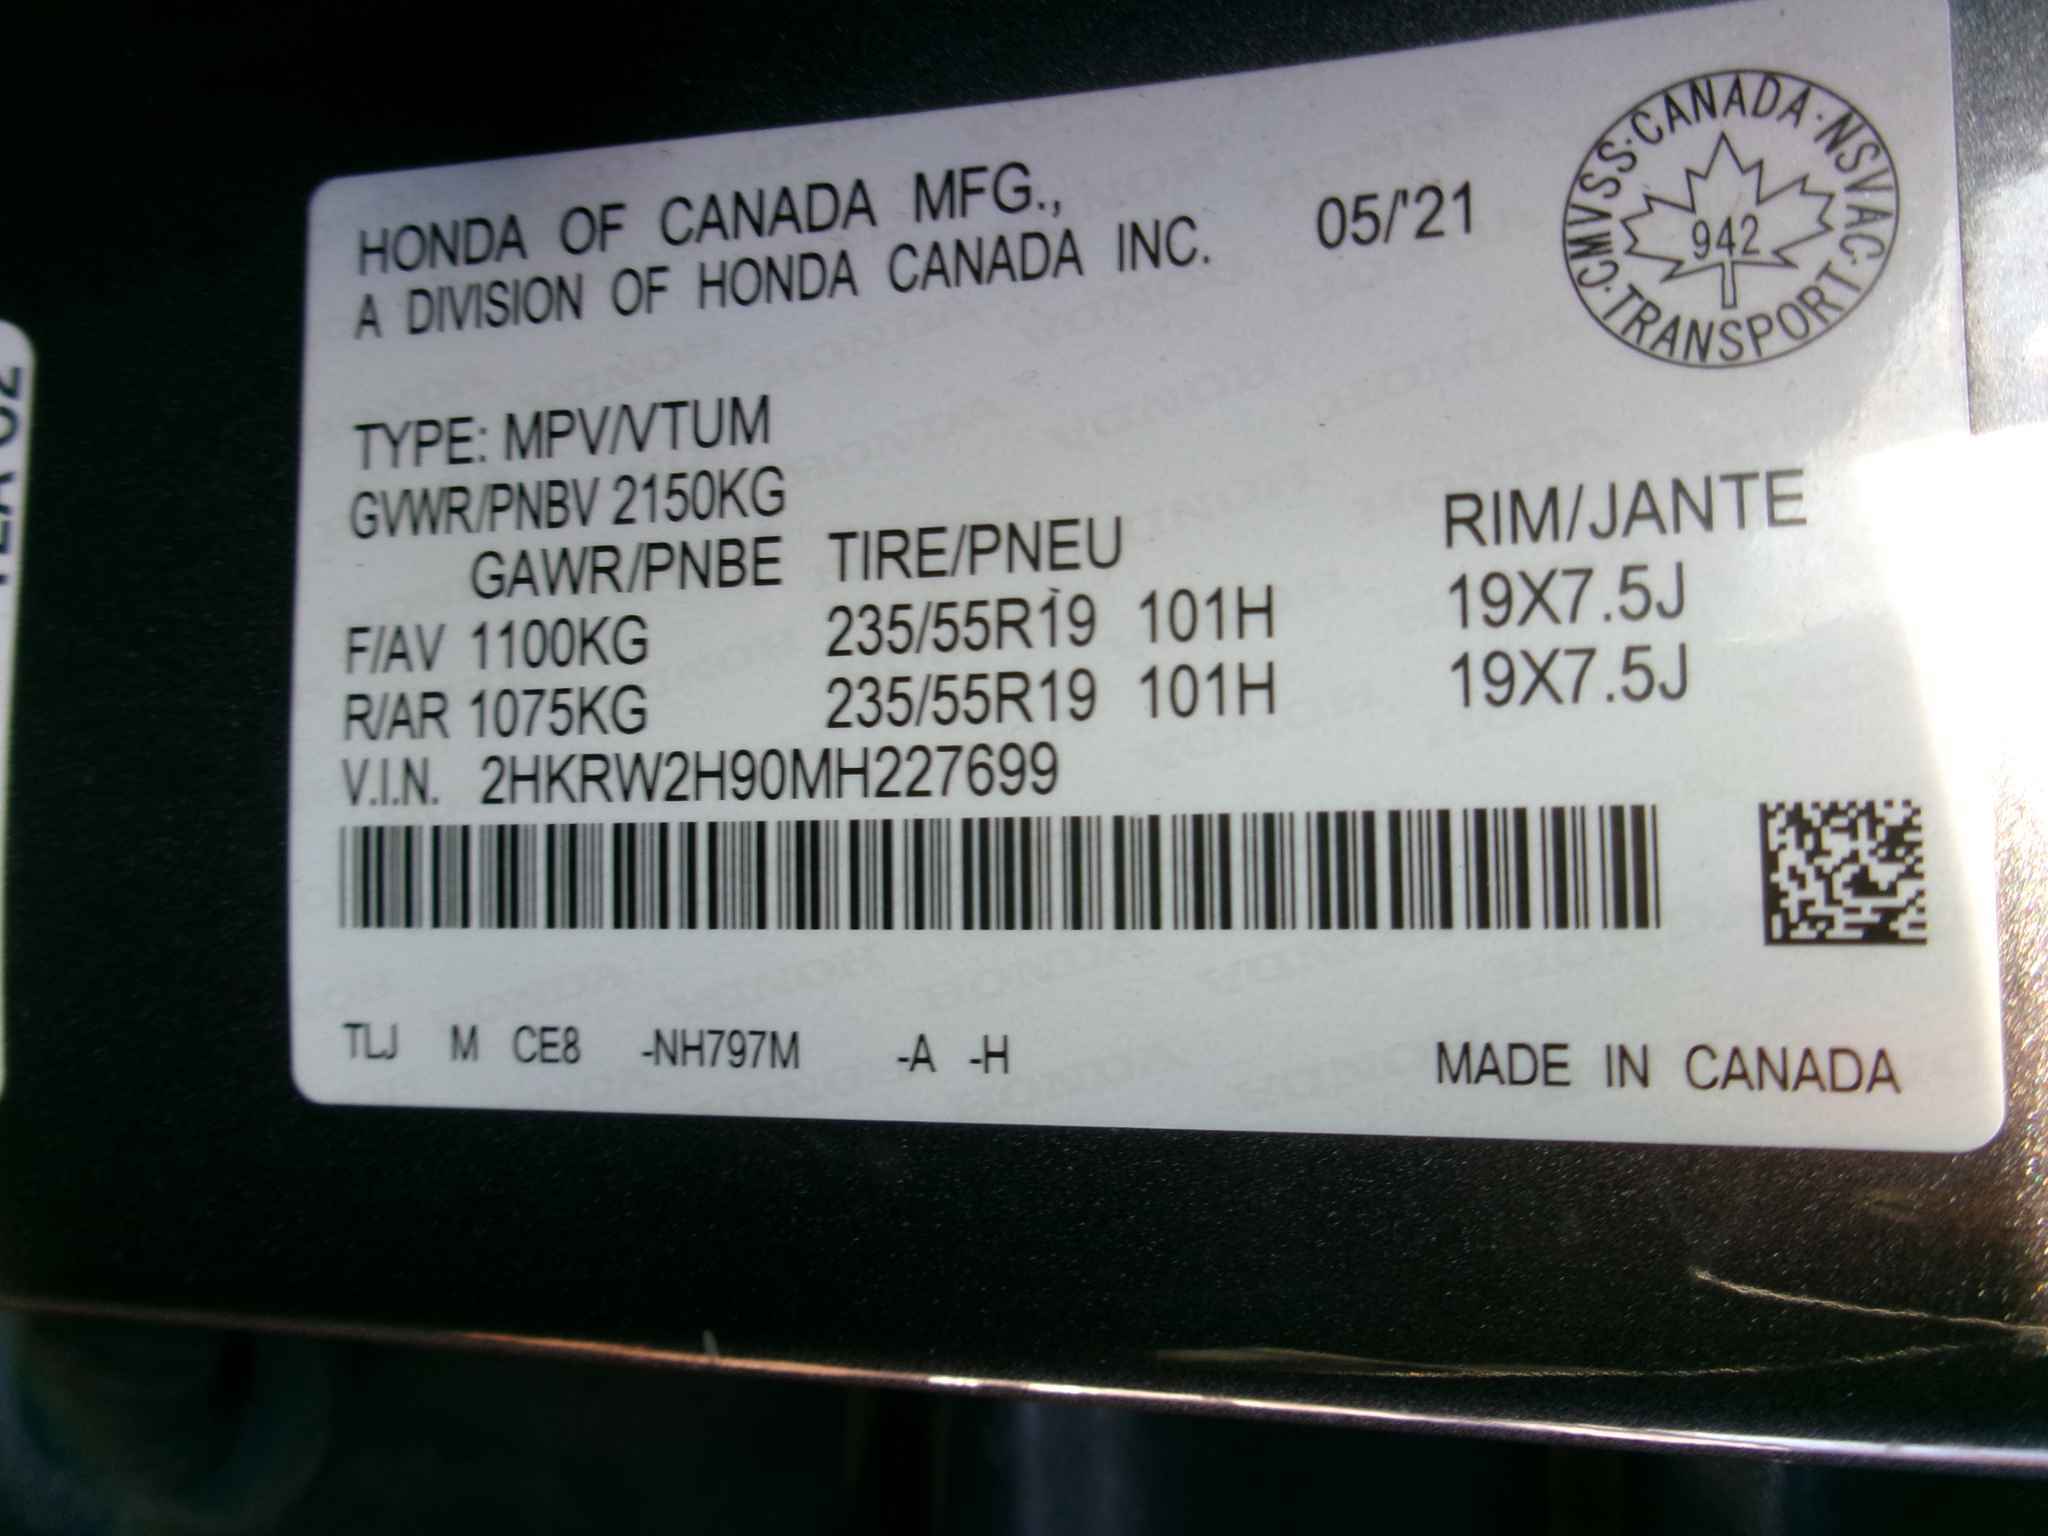 HONDA OF CANADA MFG.,
A DIVISION OF HONDA CANADA INC.
05/'21
CMVSS·CANADA·NSVAC·TRANSPORT·
942
TYPE: MPV/VTUM
GVWR/PNBV 2150KG
GAWR/PNBE TIRE/PNEU RIM/JANTE
F/AV 1100KG 235/55R19 101H 19X7.5J
R/AR 1075KG 235/55R19 101H 19X7.5J
V.I.N. 2HKRW2H90MH227699
TLJ M CE8 -NH797M -A -H MADE IN CANADA